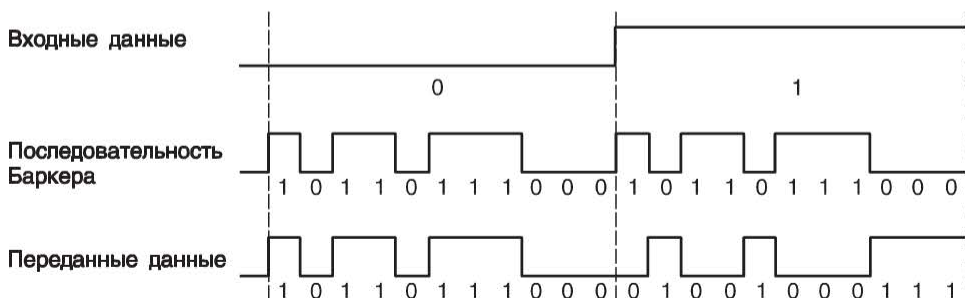 Входные данные
0 1
Последовательность
Баркера
1 0 1 1 0 1 1 1 0 0 0 1 0 1 1 0 1 1 1 0 0 0
Переданные данные
1 0 1 1 0 1 1 1 0 0 0 0 1 0 0 1 0 0 0 1 1 1